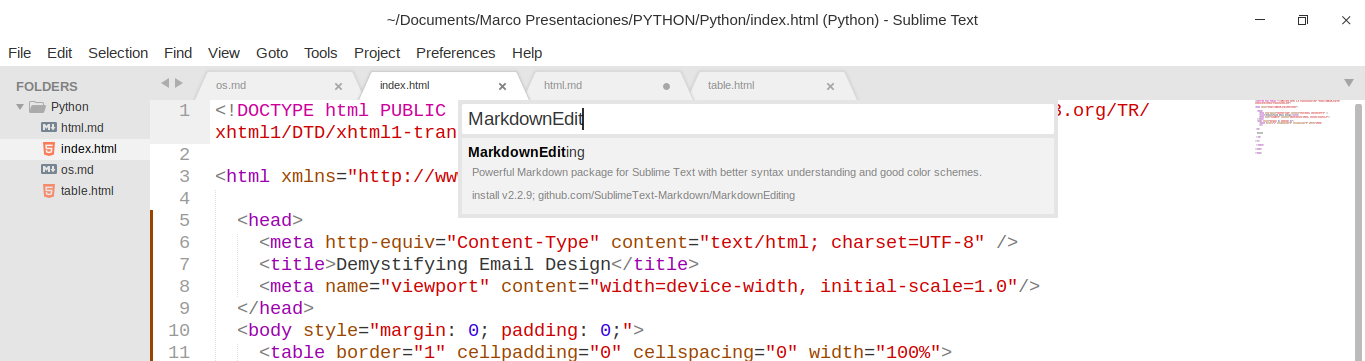 ~/Documents/Marco Presentaciones/PYTHON/Python/index.html (Python) - Sublime Text
File Edit Selection Find View Goto Tools Project Preferences Help
FOLDERS
Python
html.md
index.html
os.md
table.html
os.md index.html html.md table.html
MarkdownEdit
MarkdownEditing
Powerful Markdown package for Sublime Text with better syntax understanding and good color schemes.
install v2.2.9; github.com/SublimeText-Markdown/MarkdownEditing
1 <!DOCTYPE html PUBLIC 3.org/TR/
xhtml1/DTD/xhtml1-tran
2
3 <html xmlns="http://ww
4
5 <head>
6 <meta http-equiv="Content-Type" content="text/html; charset=UTF-8" />
7 <title>Demystifying Email Design</title>
8 <meta name="viewport" content="width=device-width, initial-scale=1.0"/>
9 </head>
10 <body style="margin: 0; padding: 0;">
11 <table border="1" cellpadding="0" cellspacing="0" width="100%">